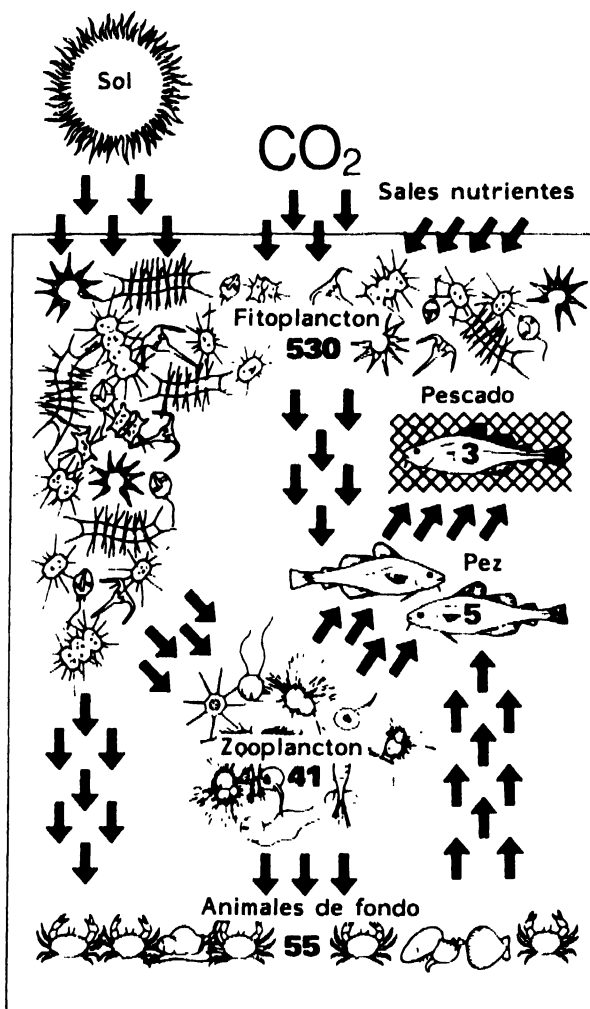 Sol
CO₂
Sales nutrientes
Fitoplancton
530
Pescado
3
Pez
5
Zooplancton
41
Animales de fondo
55